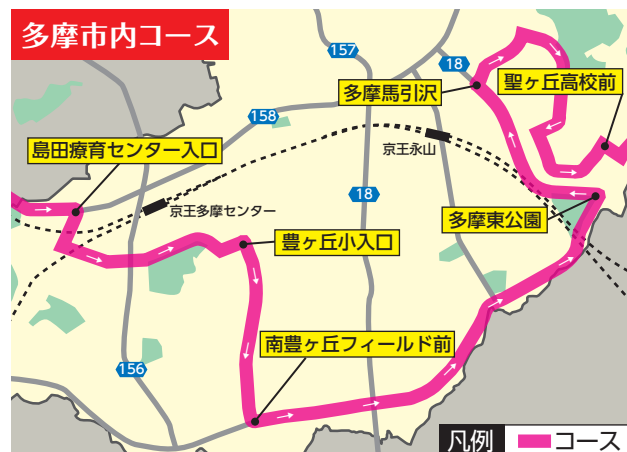 多摩市内コース
157
18
多摩馬引沢
聖ヶ丘高校前
158
島田療育センター入口
京王永山
京王多摩センター
18
多摩東公園
豊ヶ丘小入口
南豊ヶ丘フィールド前
156
凡例 コース